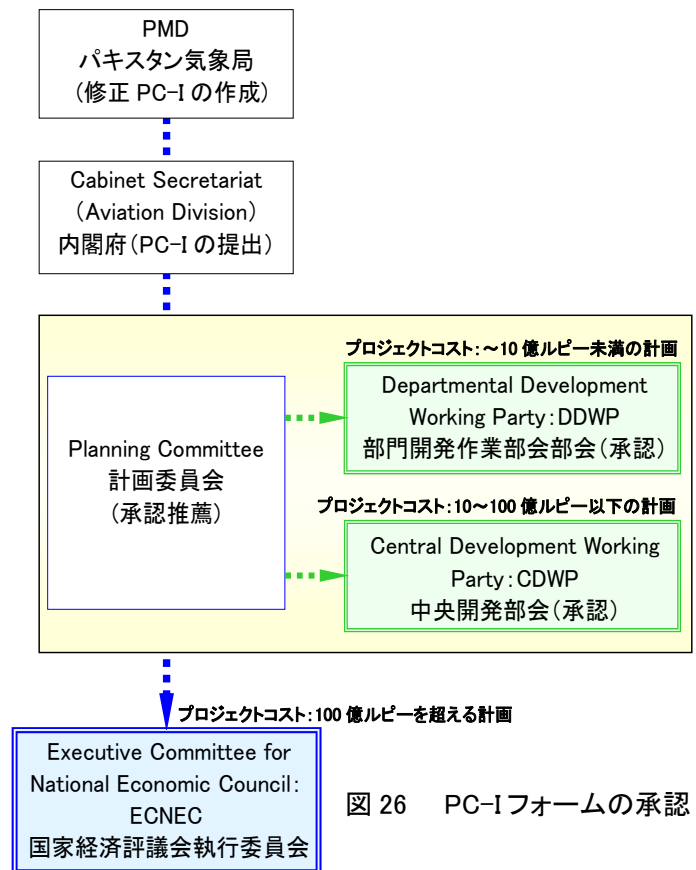 PMD
パキスタン気象局
(修正 PC-I の作成)
Cabinet Secretariat
(Aviation Division)
内閣府(PC-I の提出)
プロジェクトコスト:~10 億ルピー未満の計画
Departmental Development
Working Party:DDWP
部門開発作業部会部会(承認)
Planning Committee
計画委員会
(承認推薦)
プロジェクトコスト:10~100 億ルピー以下の計画
Central Development Working
Party:CDWP
中央開発部会(承認)
プロジェクトコスト:100 億ルピーを超える計画
Executive Committee for
National Economic Council:
ECNEC
国家経済評議会執行委員会
図 26 PC-Iフォームの承認